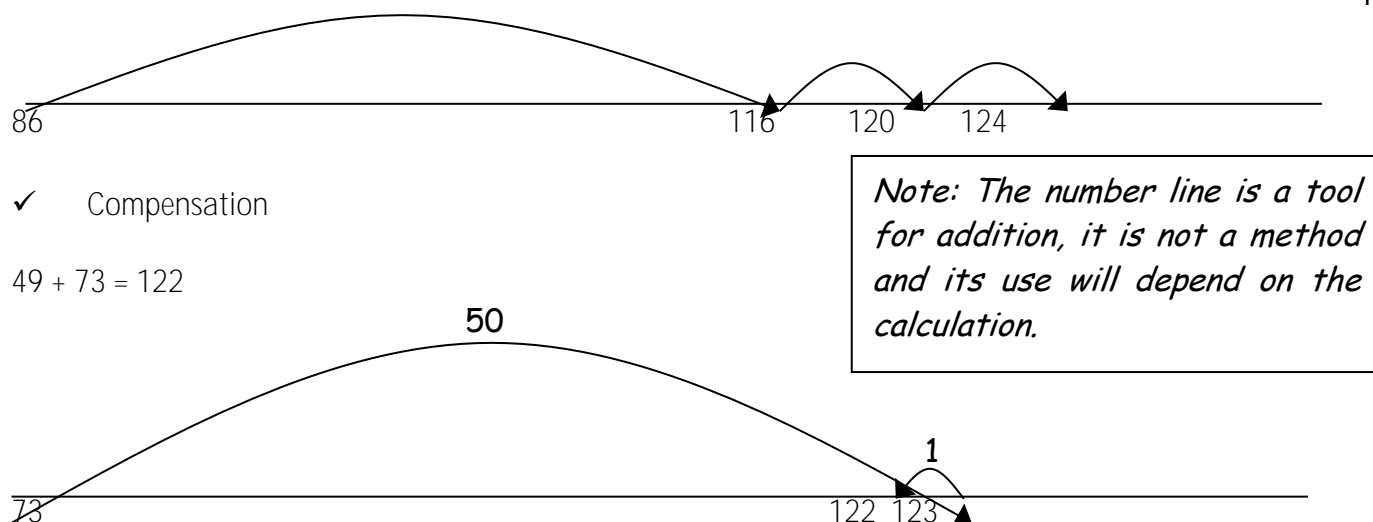 86 116 120 124
✓ Compensation
49 + 73 = 122
Note: The number line is a tool
for addition, it is not a method
and its use will depend on the
calculation.
50
1
73 122 123